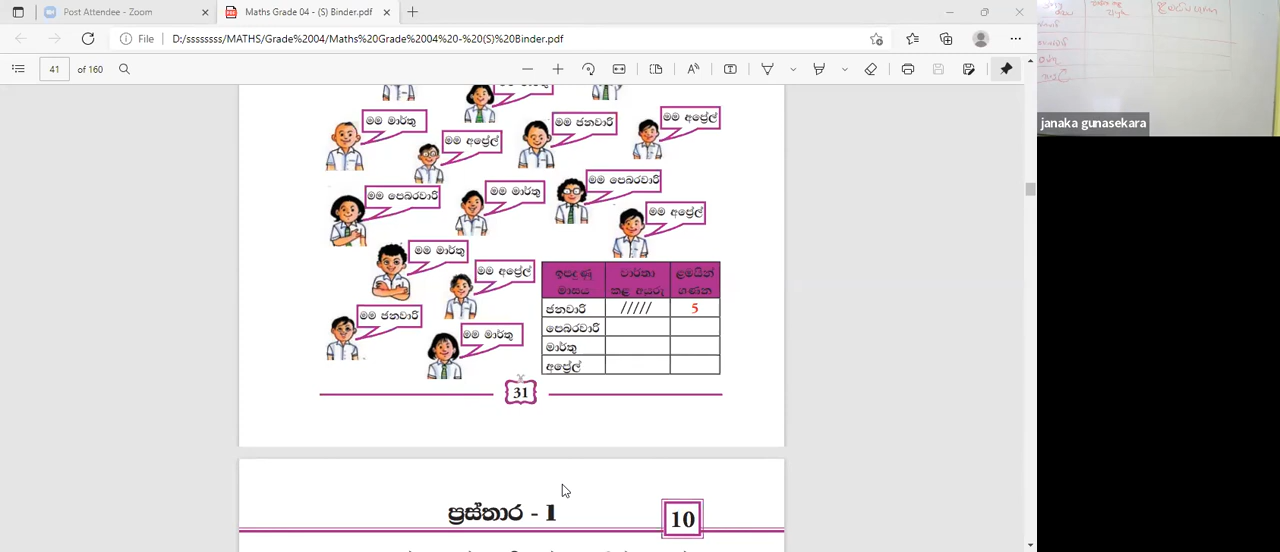 Post Attendee - Zoom
Maths Grade 04 - (S) Binder.pdf
File
D:/ssssssss/MATHS/Grade%2004/Maths%20Grade%2004%20-%20(S)%20Binder.pdf
41 of 160
janaka gunasekara
මම මාර්තු
මම ජනවාරි
මම අප්‍රේල්
මම අප්‍රේල්
මම පෙබරවාරි
මම මාර්තු
මම පෙබරවාරි
මම අප්‍රේල්
මම මාර්තු
මම අප්‍රේල්
මම ජනවාරි
මම මාර්තු
ඉපදුණු මාසය
වාර්තා කළ අයුරු
ළමයින් ගණන
ජනවාරි ///// 5
පෙබරවාරි
මාර්තු
අප්‍රේල්
31
ප්‍රස්තාර - 1
10